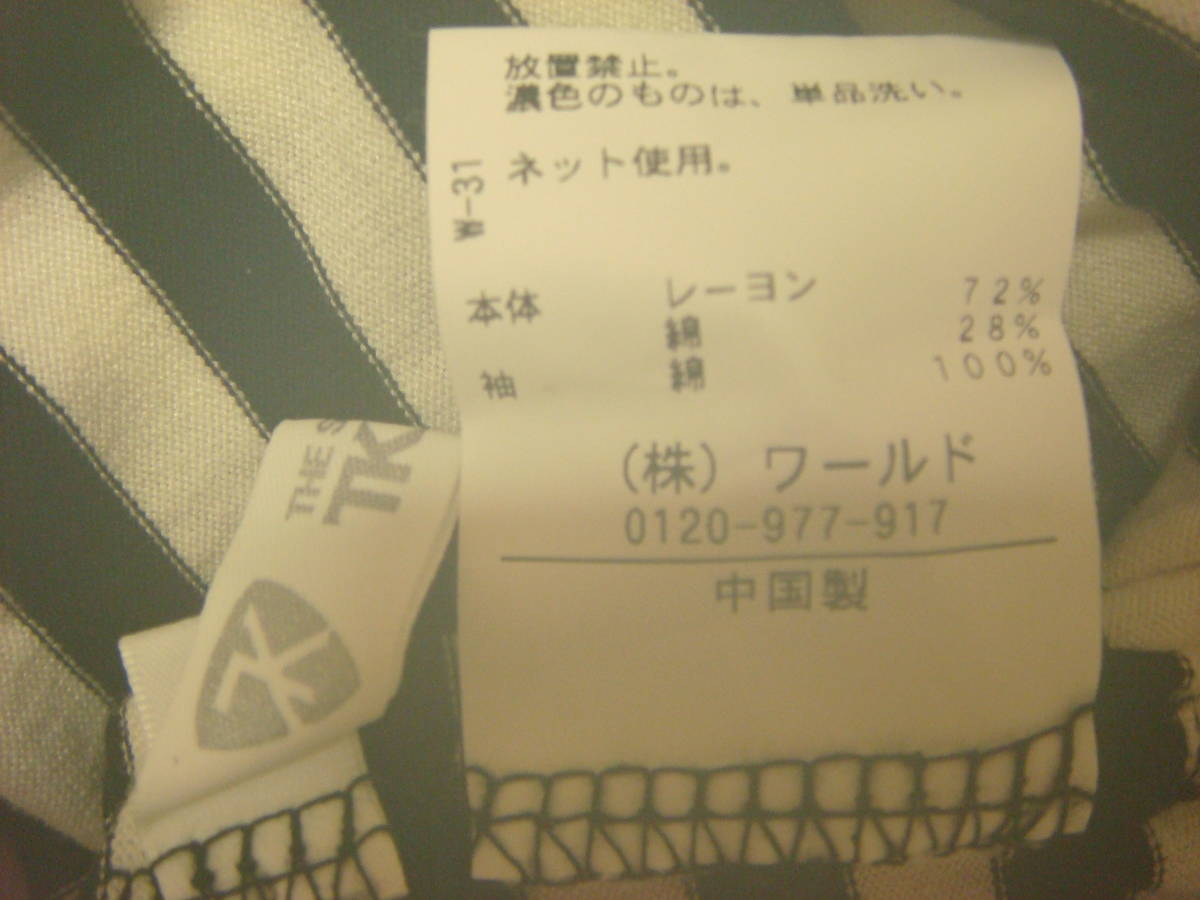 放置禁止。
濃色のものは、単品洗い。
ネット使用。
W-31
本体 レーヨン 72%
綿 28%
袖 綿 100%
(株) ワールド
0120-977-917
中国製
THE S
TK